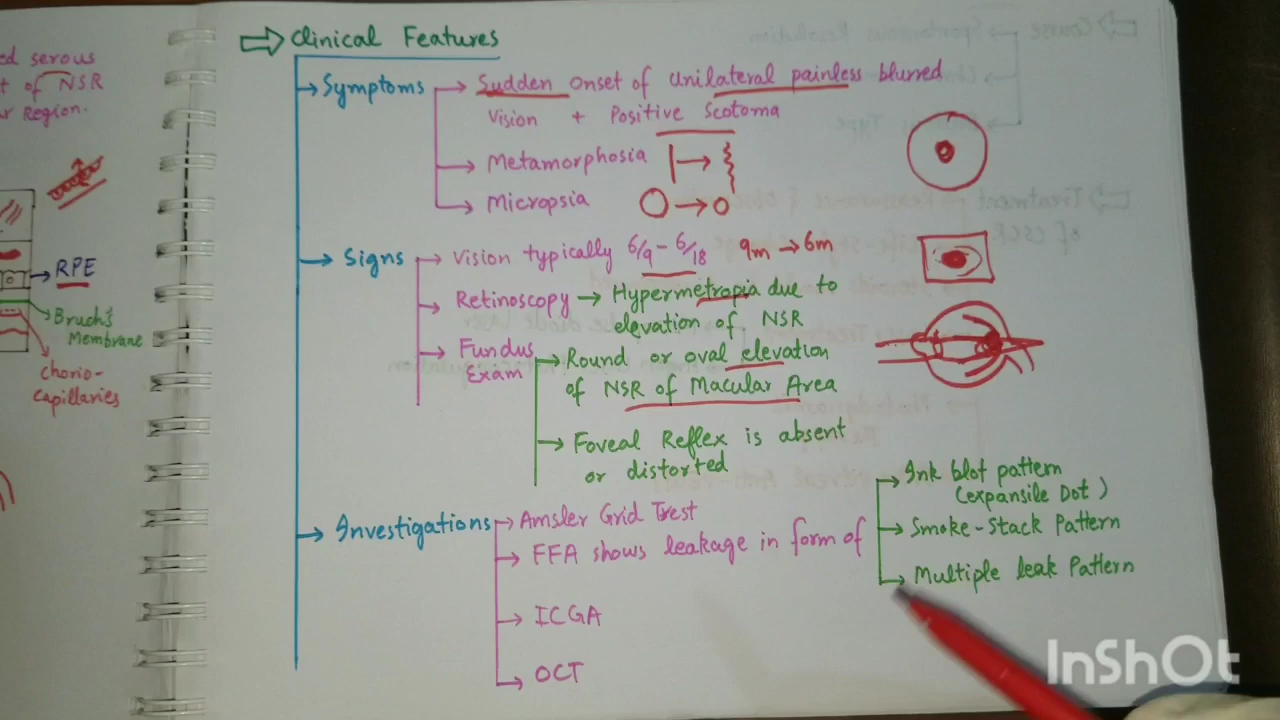 ed serous
t of NSR
ar Region.
RPE
Bruch's
Membrane
Chorio-
Capillaries
Clinical Features
Symptoms
Sudden onset of unilateral painless blurred
Vision + Positive Scotoma
Metamorphosia
Micropsia
Signs
Vision typically 6/9 - 6/18 9m → 6m
Retinoscopy → Hypermetropia due to
elevation of NSR
Fundus
Exam
Round or oval elevation
of NSR of Macular Area
Foveal Reflex is absent
or distorted
Investigations
Amsler Grid Trest
FFA shows leakage in form of
Ink blot pattern
(expansile Dot)
Smoke-Stack Pattern
Multiple leak Pattern
ICGA
OCT
InShOt